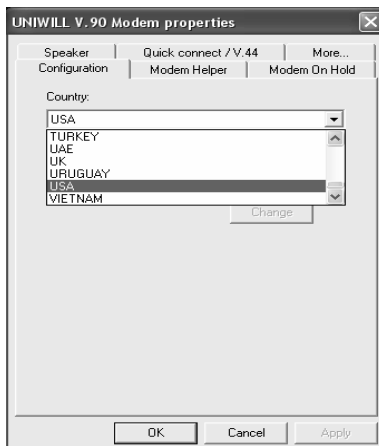 UNIWILL V.90 Modem properties
Speaker
Quick connect / V.44
More...
Configuration
Modem Helper
Modem On Hold
Country:
USA
TURKEY
UAE
UK
URUGUAY
USA
VIETNAM
Change
OK
Cancel
Apply